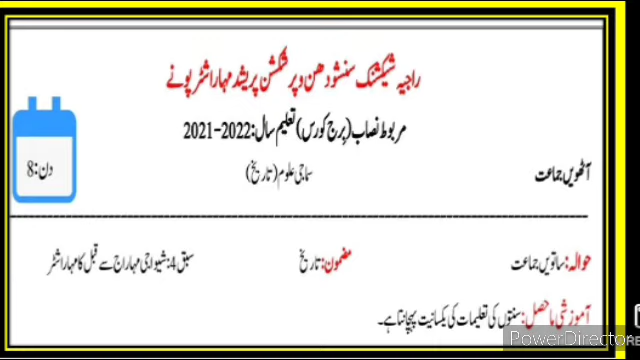 راجیہ شیکشنک سنشودھن و پرشکشن پریشد مہاراشٹر پونے
مربوط نصاب (برج کورس) تعلیم سال: 2022-2021
آٹھویں جماعت سماجی علوم (تاریخ) دن: 8
حوالہ: ساتویں جماعت مضمون: تاریخ سبق 4: شیواجی مہاراج سے قبل کا مہاراشٹر
آموزشی ماحصل: سنتوں کی تعلیمات کی یکسانیت پہچانتا ہے۔
PowerDirector